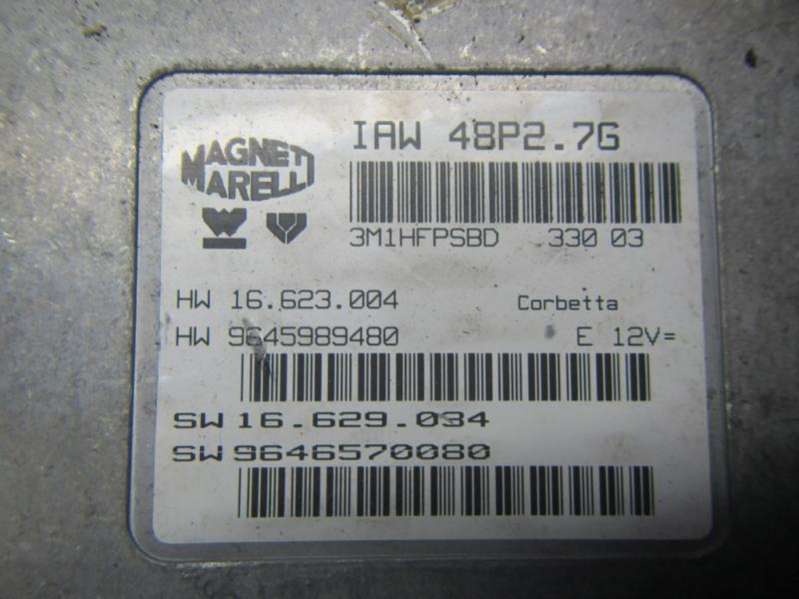 MAGNETI MARELLI
IAW 48P2.7G
3M1HFPSBD 330 03
HW 16.623.004 Corbetta
HW 9645989480 E 12V=
SW 16.629.034
SW 9646570080